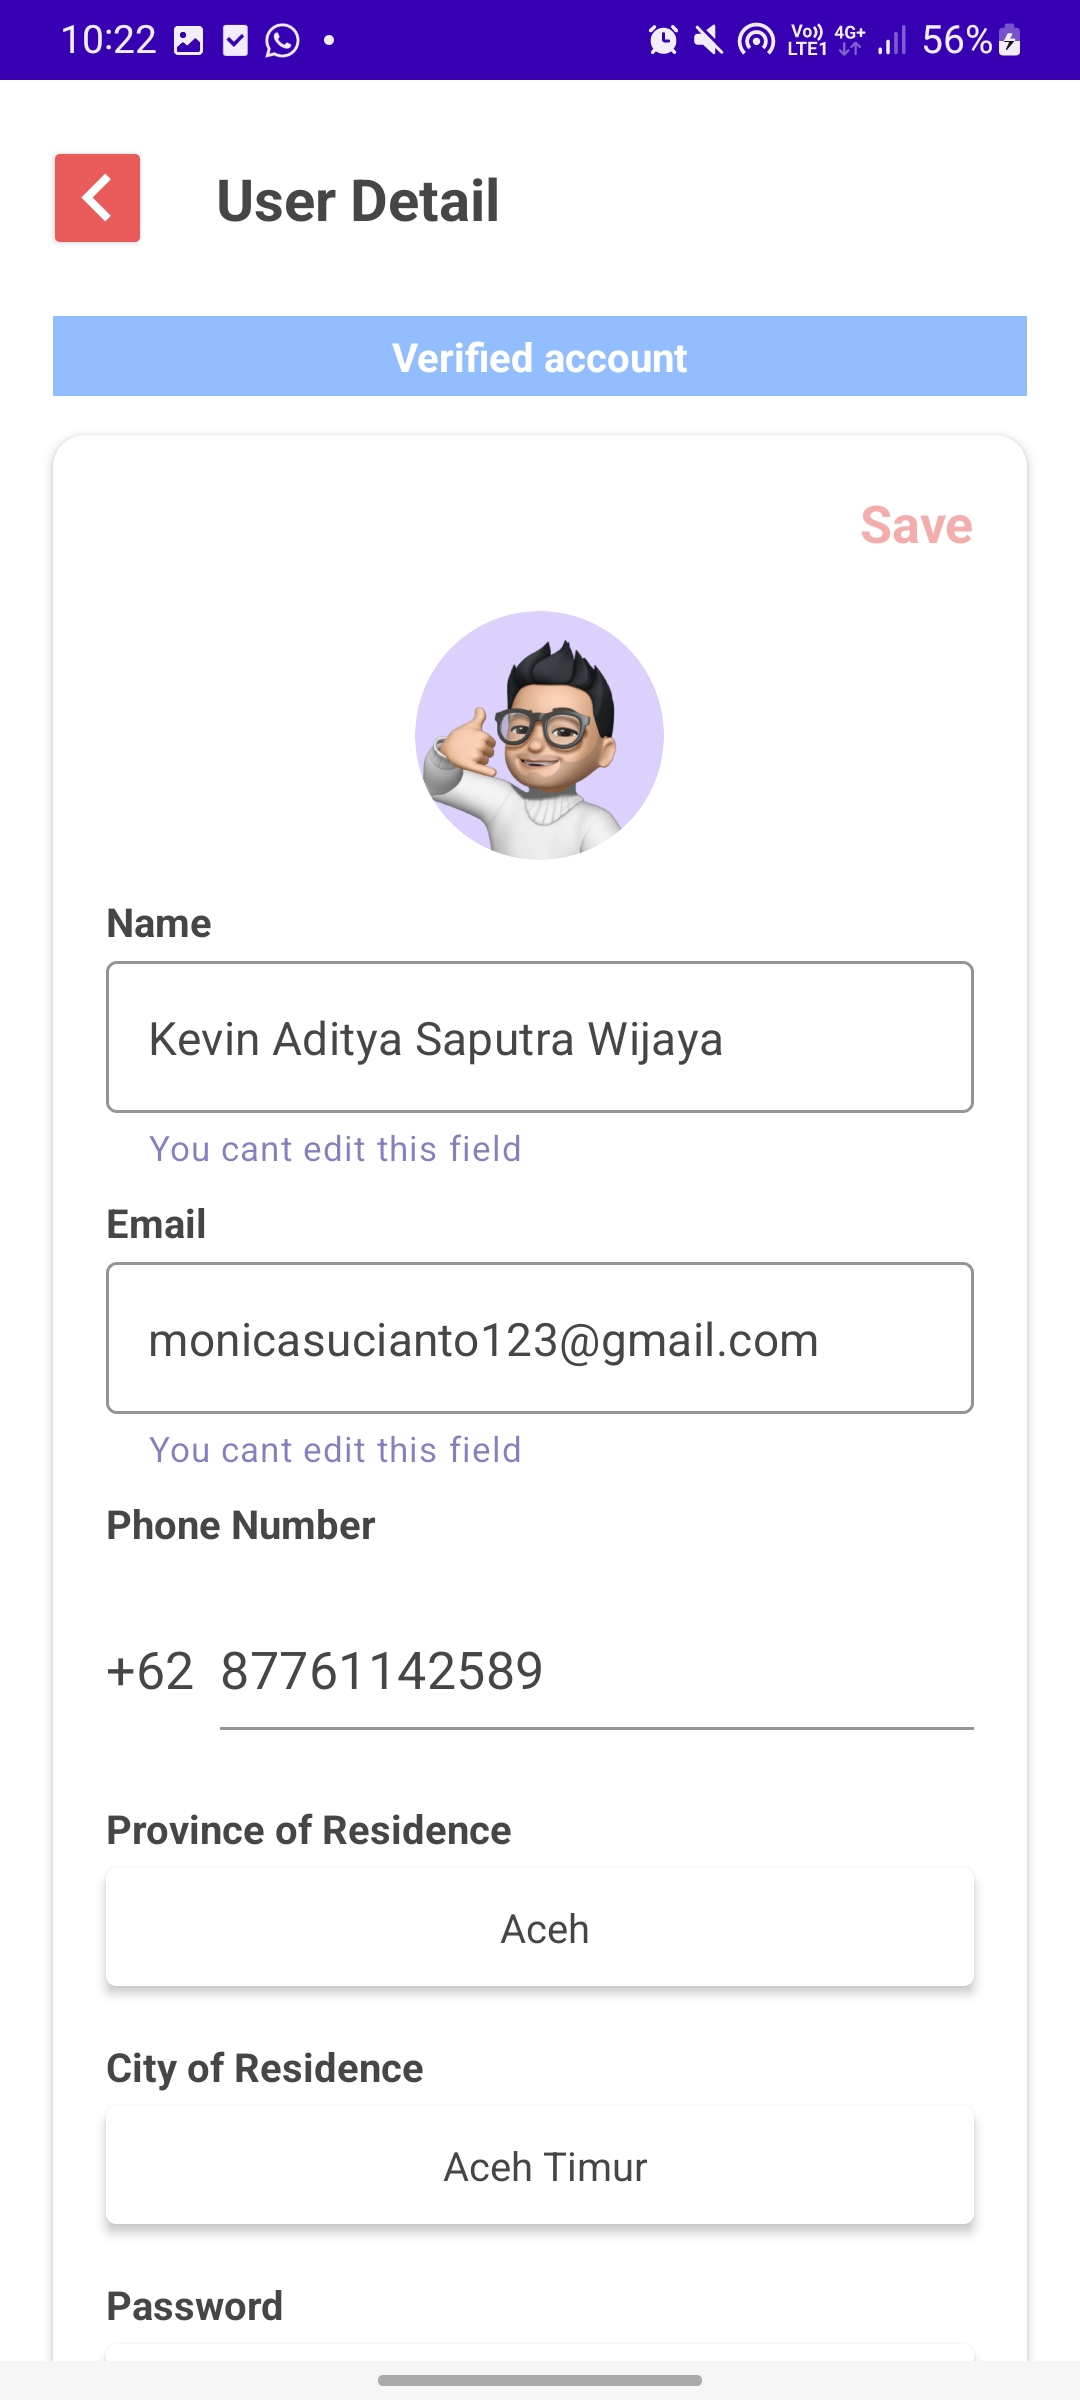 10:22
Vo)) LTE1 4G+ 56%
User Detail
Verified account
Save
Name
Kevin Aditya Saputra Wijaya
You cant edit this field
Email
monicasucianto123@gmail.com
You cant edit this field
Phone Number
+62 87761142589
Province of Residence
Aceh
City of Residence
Aceh Timur
Password